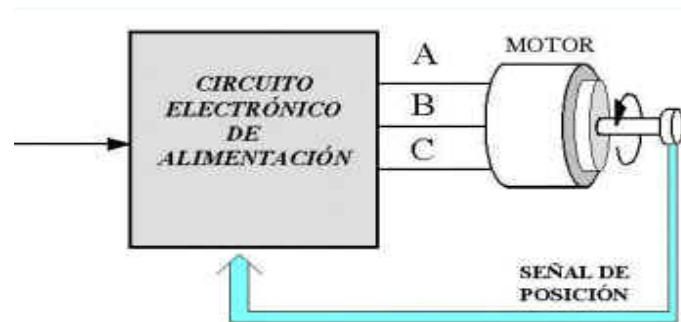 A
MOTOR
CIRCUITO
ELECTRÓNICO
DE
ALIMENTACIÓN
B
C
SEÑAL DE
POSICIÓN